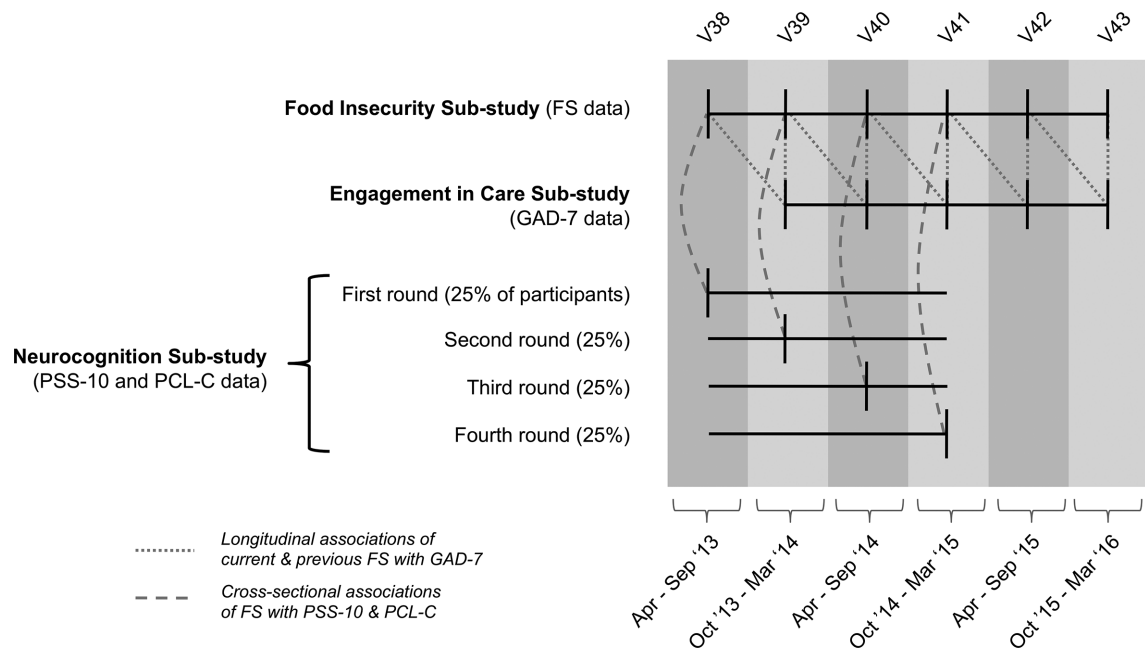 V38
V39
V40
V41
V42
V43
Food Insecurity Sub-study (FS data)
Engagement in Care Sub-study
(GAD-7 data)
First round (25% of participants)
Second round (25%)
Neurocognition Sub-study
(PSS-10 and PCL-C data)
Third round (25%)
Fourth round (25%)
Longitudinal associations of
current & previous FS with GAD-7
Cross-sectional associations
of FS with PSS-10 & PCL-C
Apr - Sep ‘13
Oct ’13 - Mar ‘14
Apr - Sep ‘14
Oct ’14 - Mar ‘15
Apr - Sep ‘15
Oct ’15 - Mar ‘16